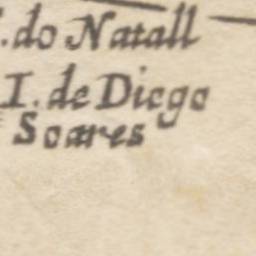 I. do Natall
I. de Diego
Soares